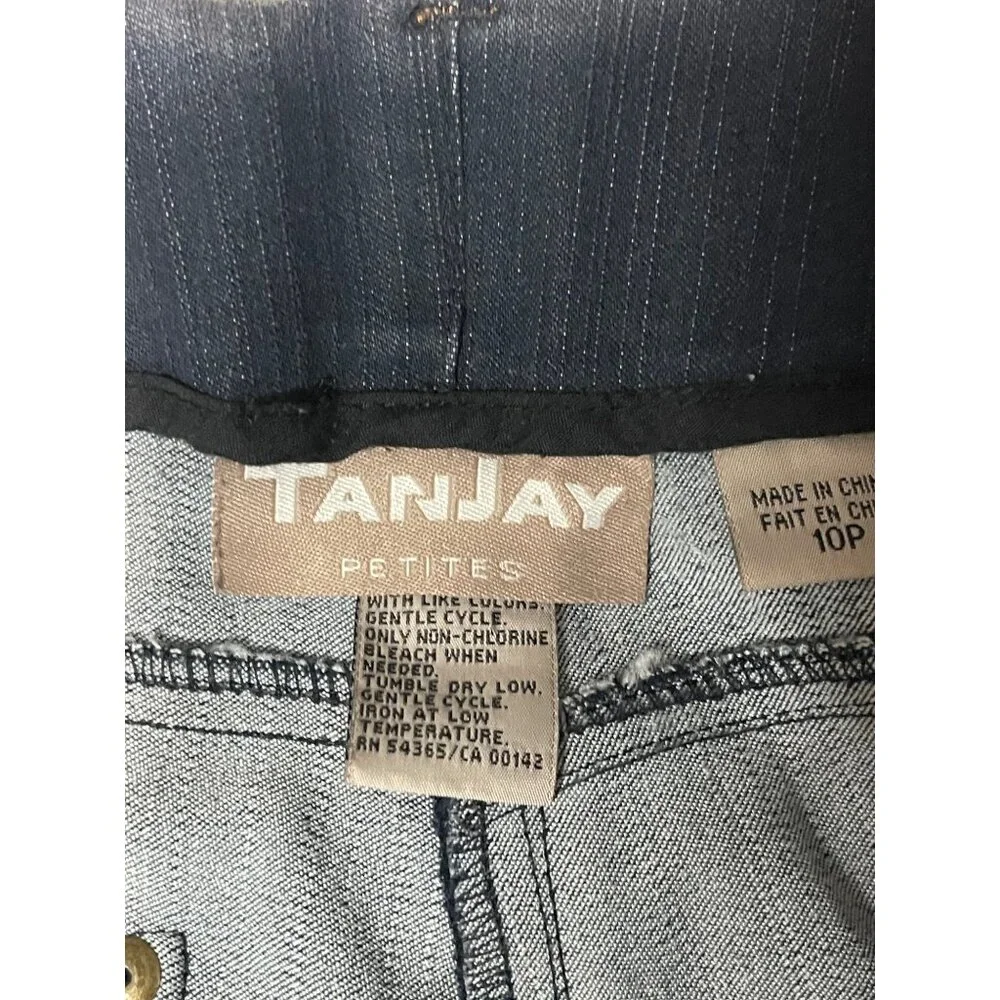 TANJAY
PETITES
WITH LIKE COLORS.
GENTLE CYCLE.
ONLY NON-CHLORINE
BLEACH WHEN
NEEDED.
TUMBLE DRY LOW.
GENTLE CYCLE.
IRON AT LOW
TEMPERATURE.
RN 54365/CA 00142
MADE IN CHIN
FAIT EN CH
10P